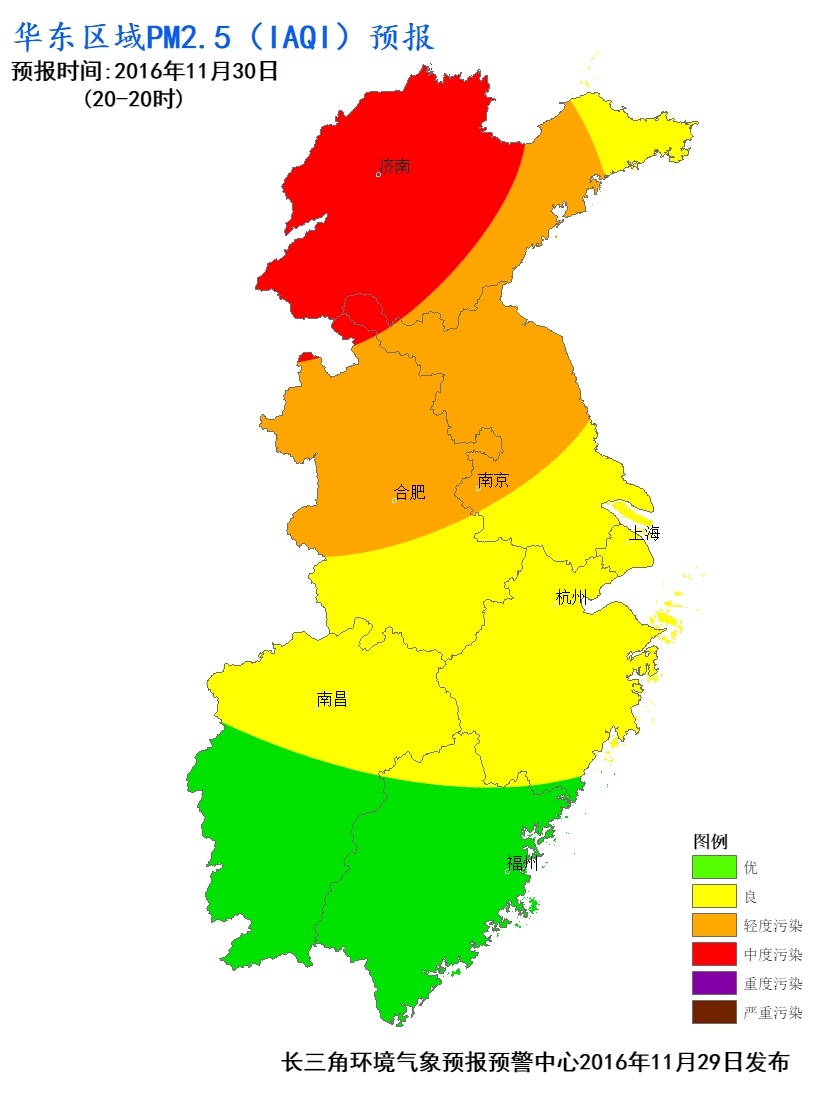 华东区域PM2.5（IAQI）预报
预报时间:2016年11月30日
(20-20时)
济南
合肥
南京
上海
杭州
南昌
福州
图例
优
良
轻度污染
中度污染
重度污染
严重污染
长三角环境气象预报预警中心2016年11月29日发布